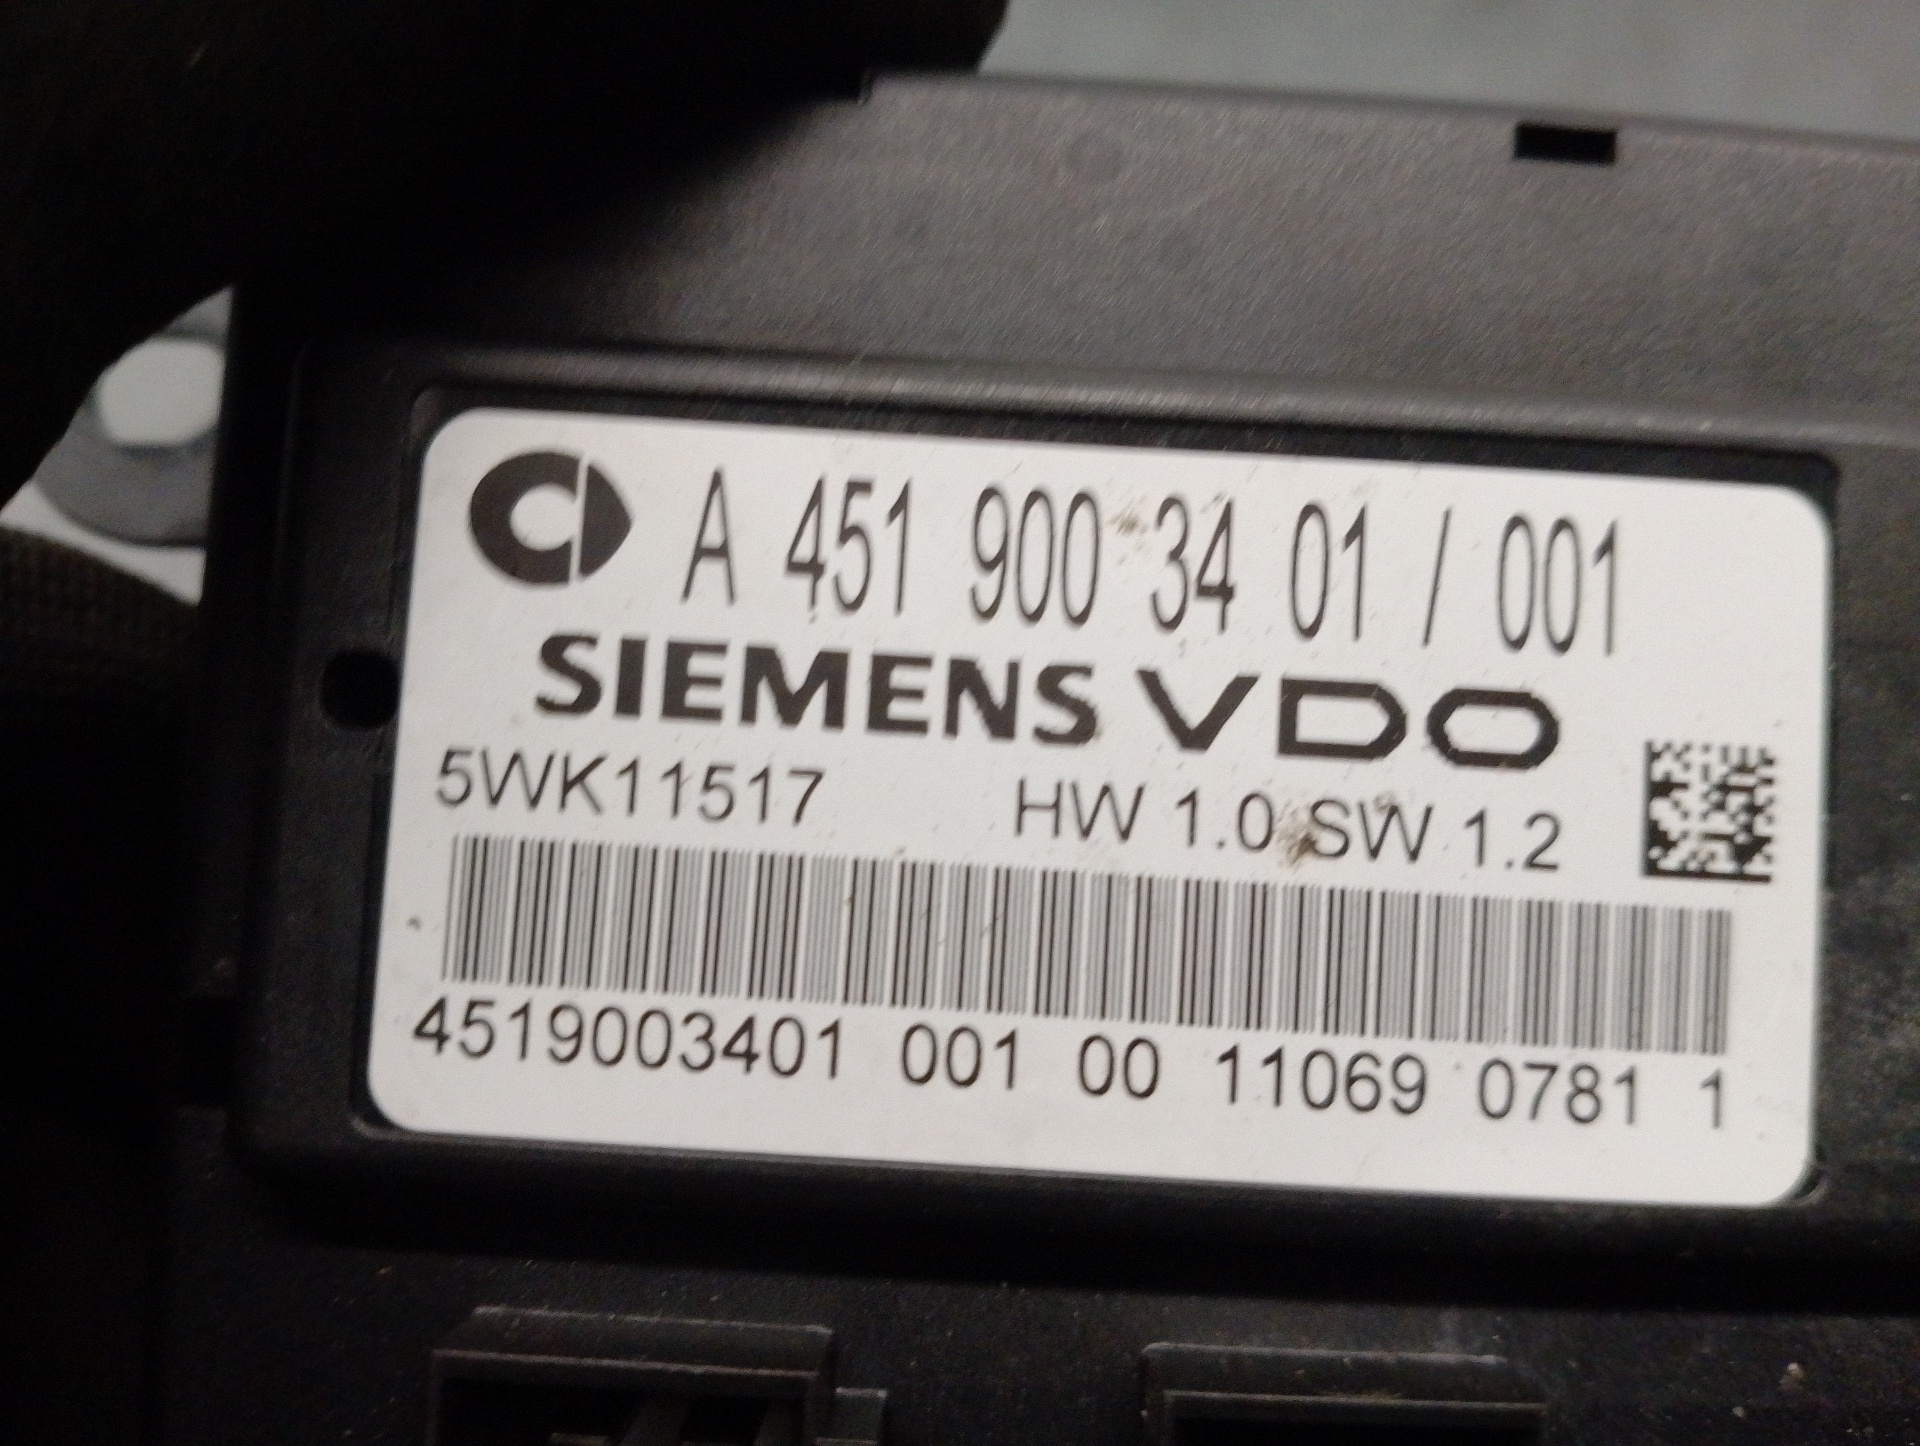 A 451 900 34 01 / 001
SIEMENS VDO
5WK11517 HW 1.0 SW 1.2
4519003401 001 00 11069 0781 1